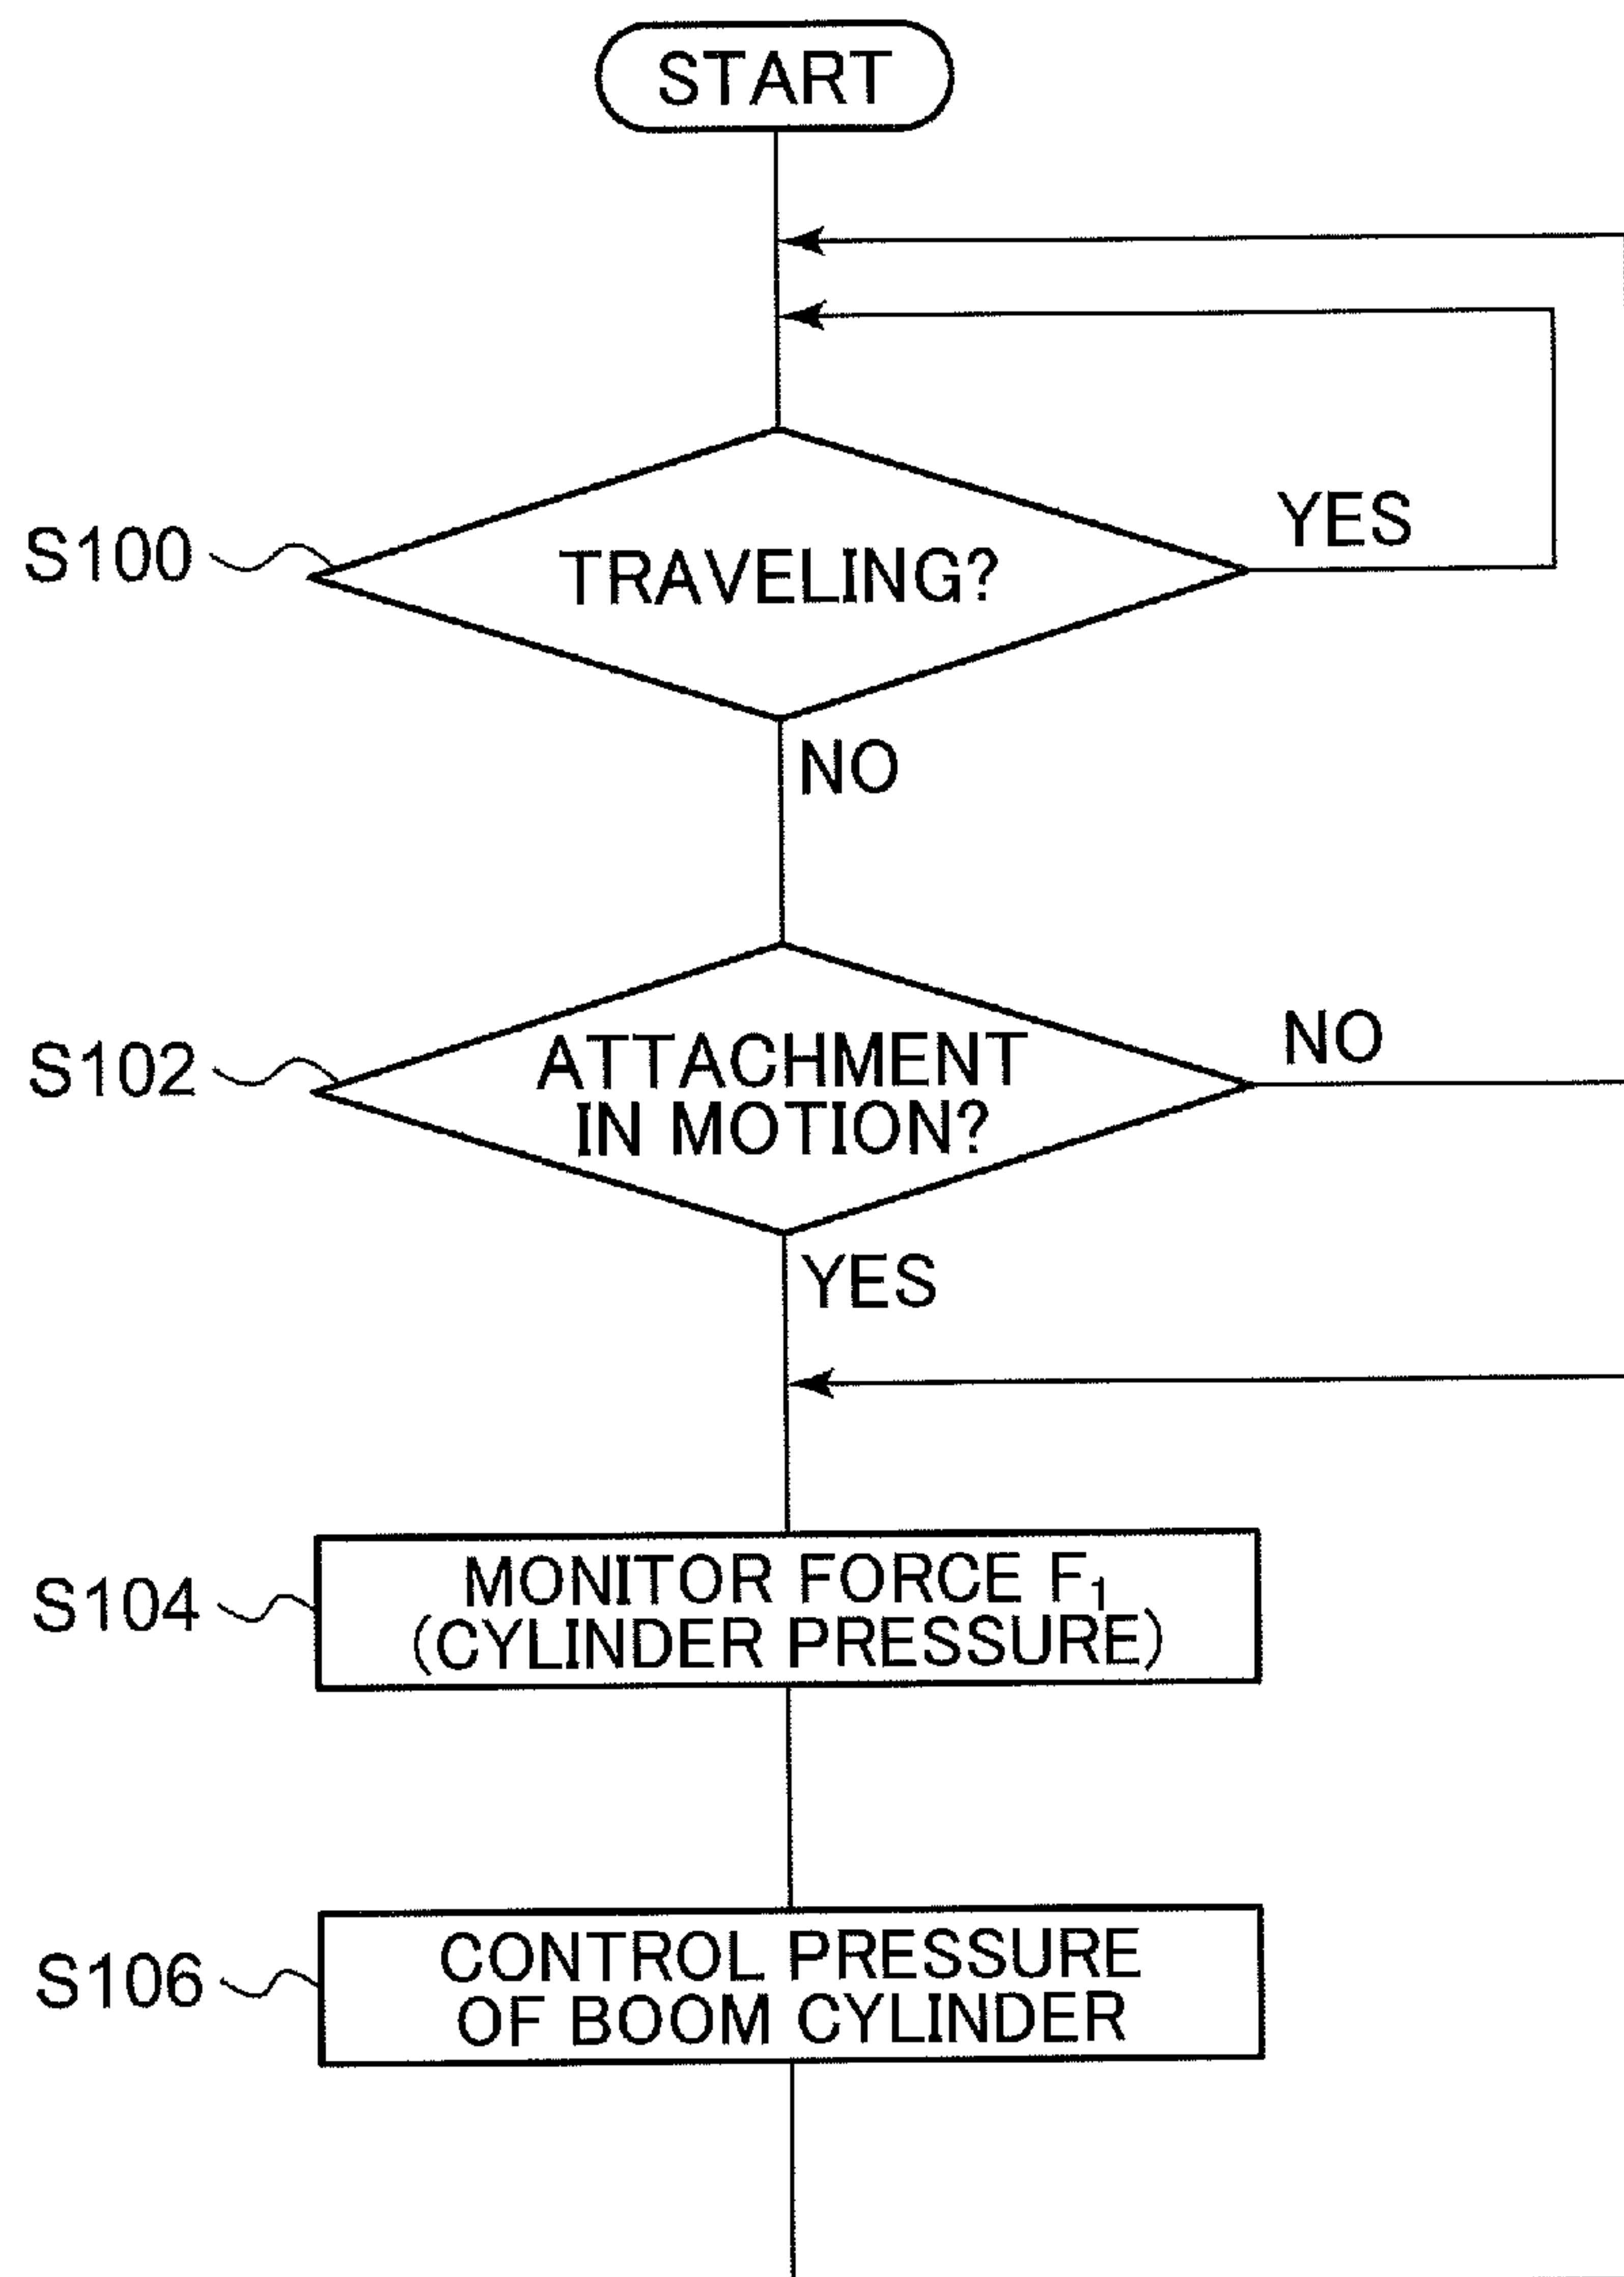 START
S100
TRAVELING?
YES
NO
S102
ATTACHMENT
IN MOTION?
NO
YES
S104
MONITOR FORCE F₁
(CYLINDER PRESSURE)
S106
CONTROL PRESSURE
OF BOOM CYLINDER